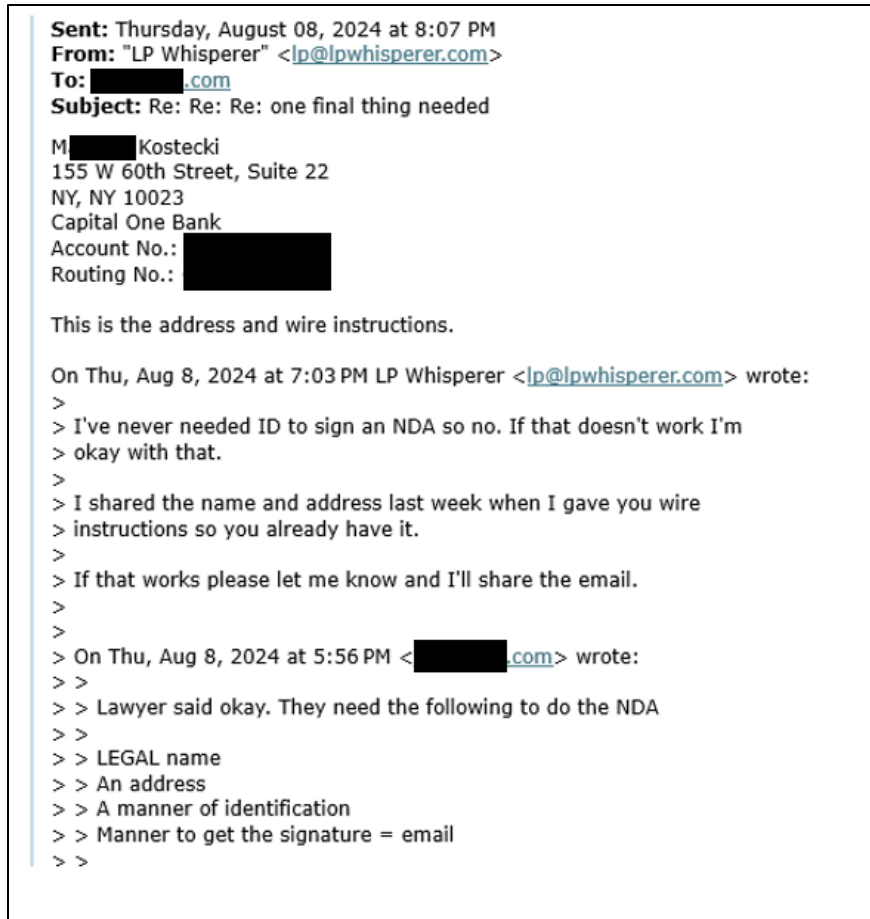 Sent: Thursday, August 08, 2024 at 8:07 PM
From: "LP Whisperer" <lp@lpwhisperer.com>
To: .com
Subject: Re: Re: Re: one final thing needed
M Kostecki
155 W 60th Street, Suite 22
NY, NY 10023
Capital One Bank
Account No.:
Routing No.:
This is the address and wire instructions.
On Thu, Aug 8, 2024 at 7:03 PM LP Whisperer <lp@lpwhisperer.com> wrote:
>
> I've never needed ID to sign an NDA so no. If that doesn't work I'm
> okay with that.
>
> I shared the name and address last week when I gave you wire
> instructions so you already have it.
>
> If that works please let me know and I'll share the email.
>
>
> On Thu, Aug 8, 2024 at 5:56 PM < .com> wrote:
> >
> > Lawyer said okay. They need the following to do the NDA
> >
> > LEGAL name
> > An address
> > A manner of identification
> > Manner to get the signature = email
> >